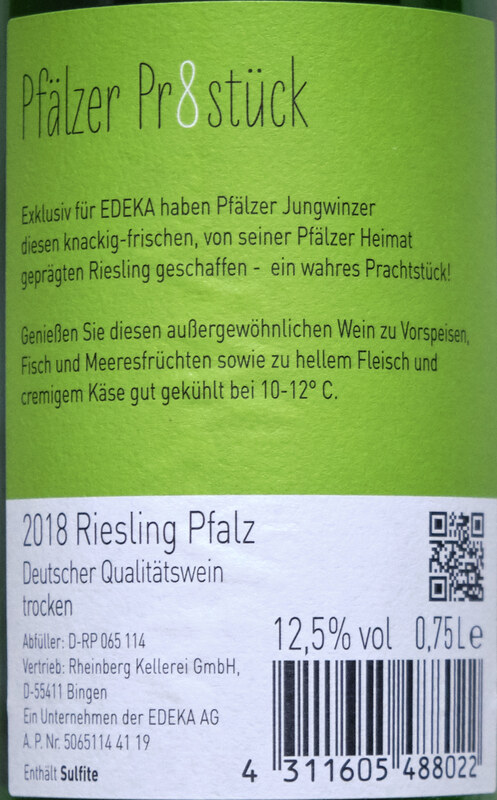 Pfälzer Pr8stück
Exklusiv für EDEKA haben Pfälzer Jungwinzer
diesen knackig-frischen, von seiner Pfälzer Heimat
geprägten Riesling geschaffen - ein wahres Prachtstück!
Genießen Sie diesen außergewöhnlichen Wein zu Vorspeisen,
Fisch und Meeresfrüchten sowie zu hellem Fleisch und
cremigem Käse gut gekühlt bei 10-12° C.
2018 Riesling Pfalz
Deutscher Qualitätswein
trocken
Abfüller: D-RP 065 114
Vertrieb: Rheinberg Kellerei GmbH,
D-55411 Bingen
Ein Unternehmen der EDEKA AG
A. P. Nr. 5065114 41 19
Enthält Sulfite
12,5% vol 0,75L e
4 311605 488022